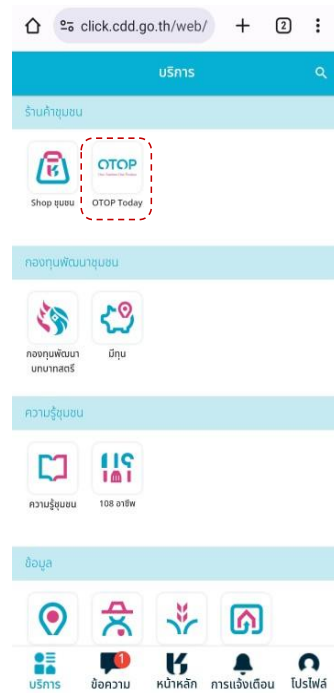 click.cdd.go.th/web/
2
บริการ
ร้านค้าชุมชน
OTOP
Shop ชุมชน
OTOP Today
กองทุนพัฒนาชุมชน
กองทุนพัฒนา
บทบาทสตรี
มีทุน
ความรู้ชุมชน
ความรู้ชุมชน
108 อาชีพ
ข้อมูล
1
บริการ
ข้อความ
หน้าหลัก
การแจ้งเตือน
โปรไฟล์